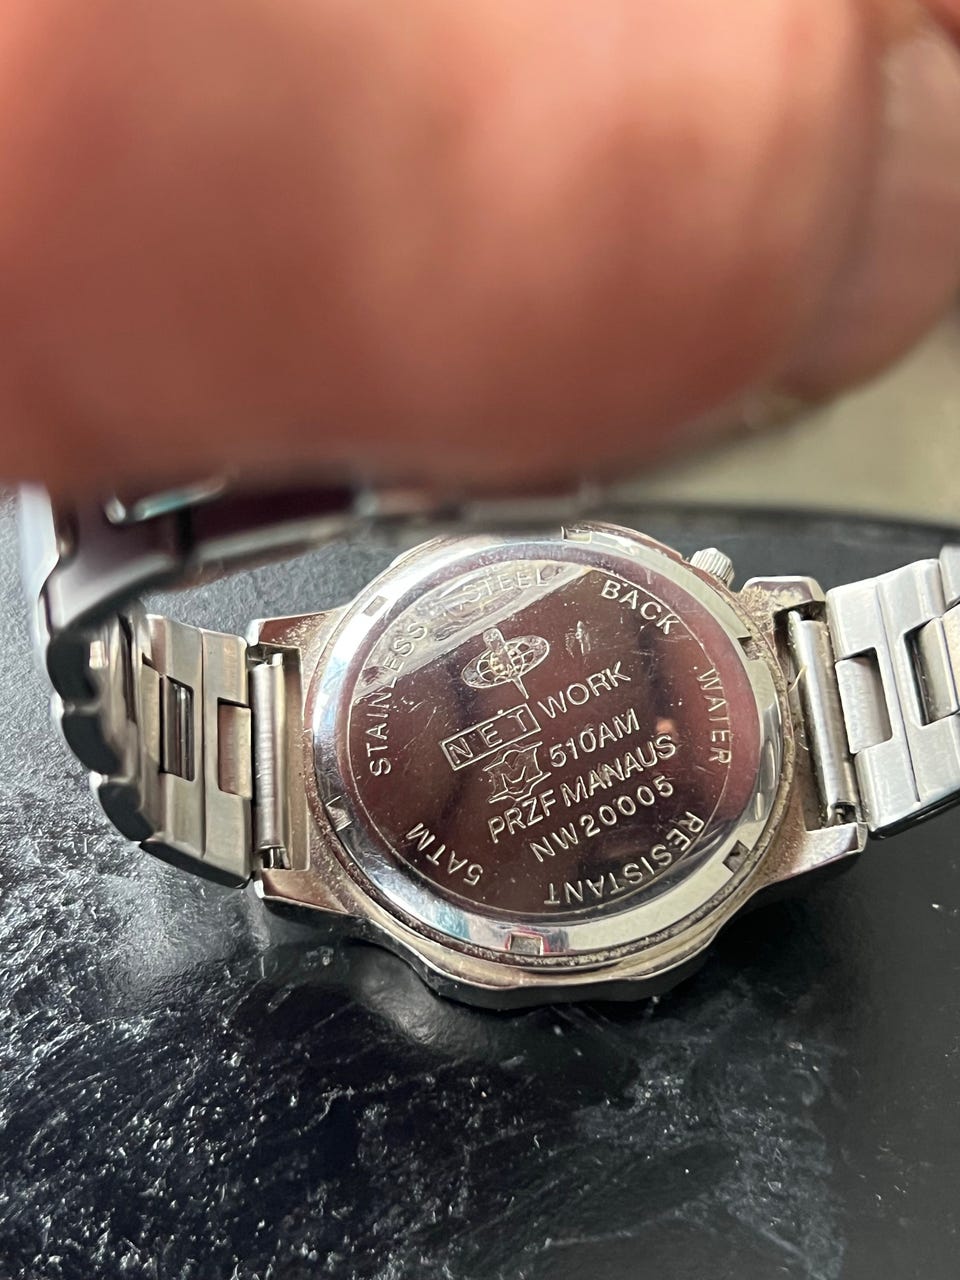 STAINLESS STEEL BACK
WATER RESISTANT
5ATM
NET WORK
M 510AM
PRZF MANAUS
NW20005